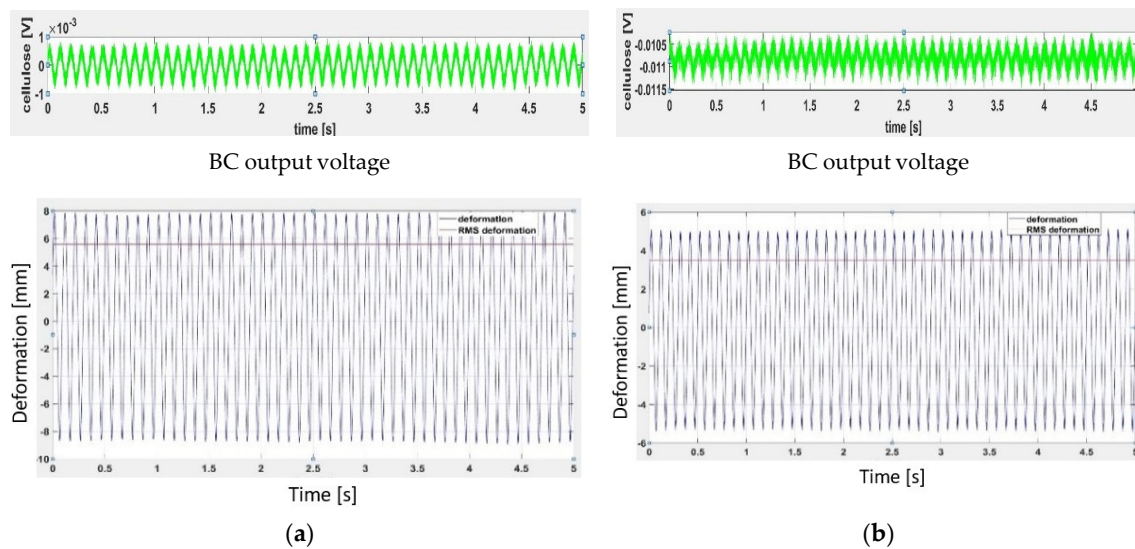 1 ×10⁻³
cellulose [V]
0
-1
0 0.5 1 1.5 2 2.5 3 3.5 4 4.5 5
time [s]
BC output voltage
-0.0105
cellulose [V]
-0.011
-0.0115
0 0.5 1 1.5 2 2.5 3 3.5 4 4.5
time [s]
BC output voltage
8
deformation
RMS deformation
6
4
2
0
-2
-4
-6
-8
-10
Deformation [mm]
0 0.5 1 1.5 2 2.5 3 3.5 4 4.5 5
Time [s]
(a)
6
deformation
RMS deformation
4
2
0
-2
-4
-6
Deformation [mm]
0 0.5 1 1.5 2 2.5 3 3.5 4 4.5 5
Time [s]
(b)